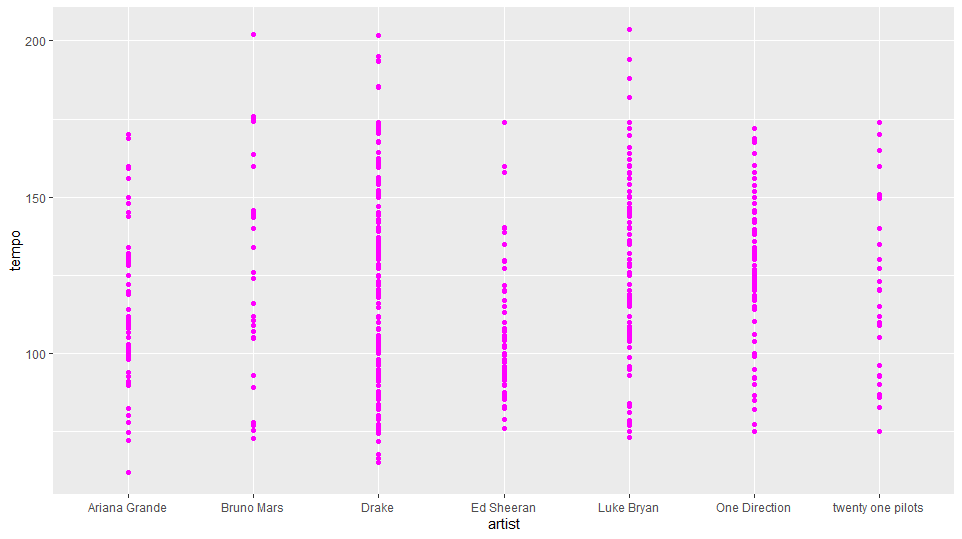 200
150
100
tempo
Ariana Grande
Bruno Mars
Drake
Ed Sheeran
Luke Bryan
One Direction
twenty one pilots
artist